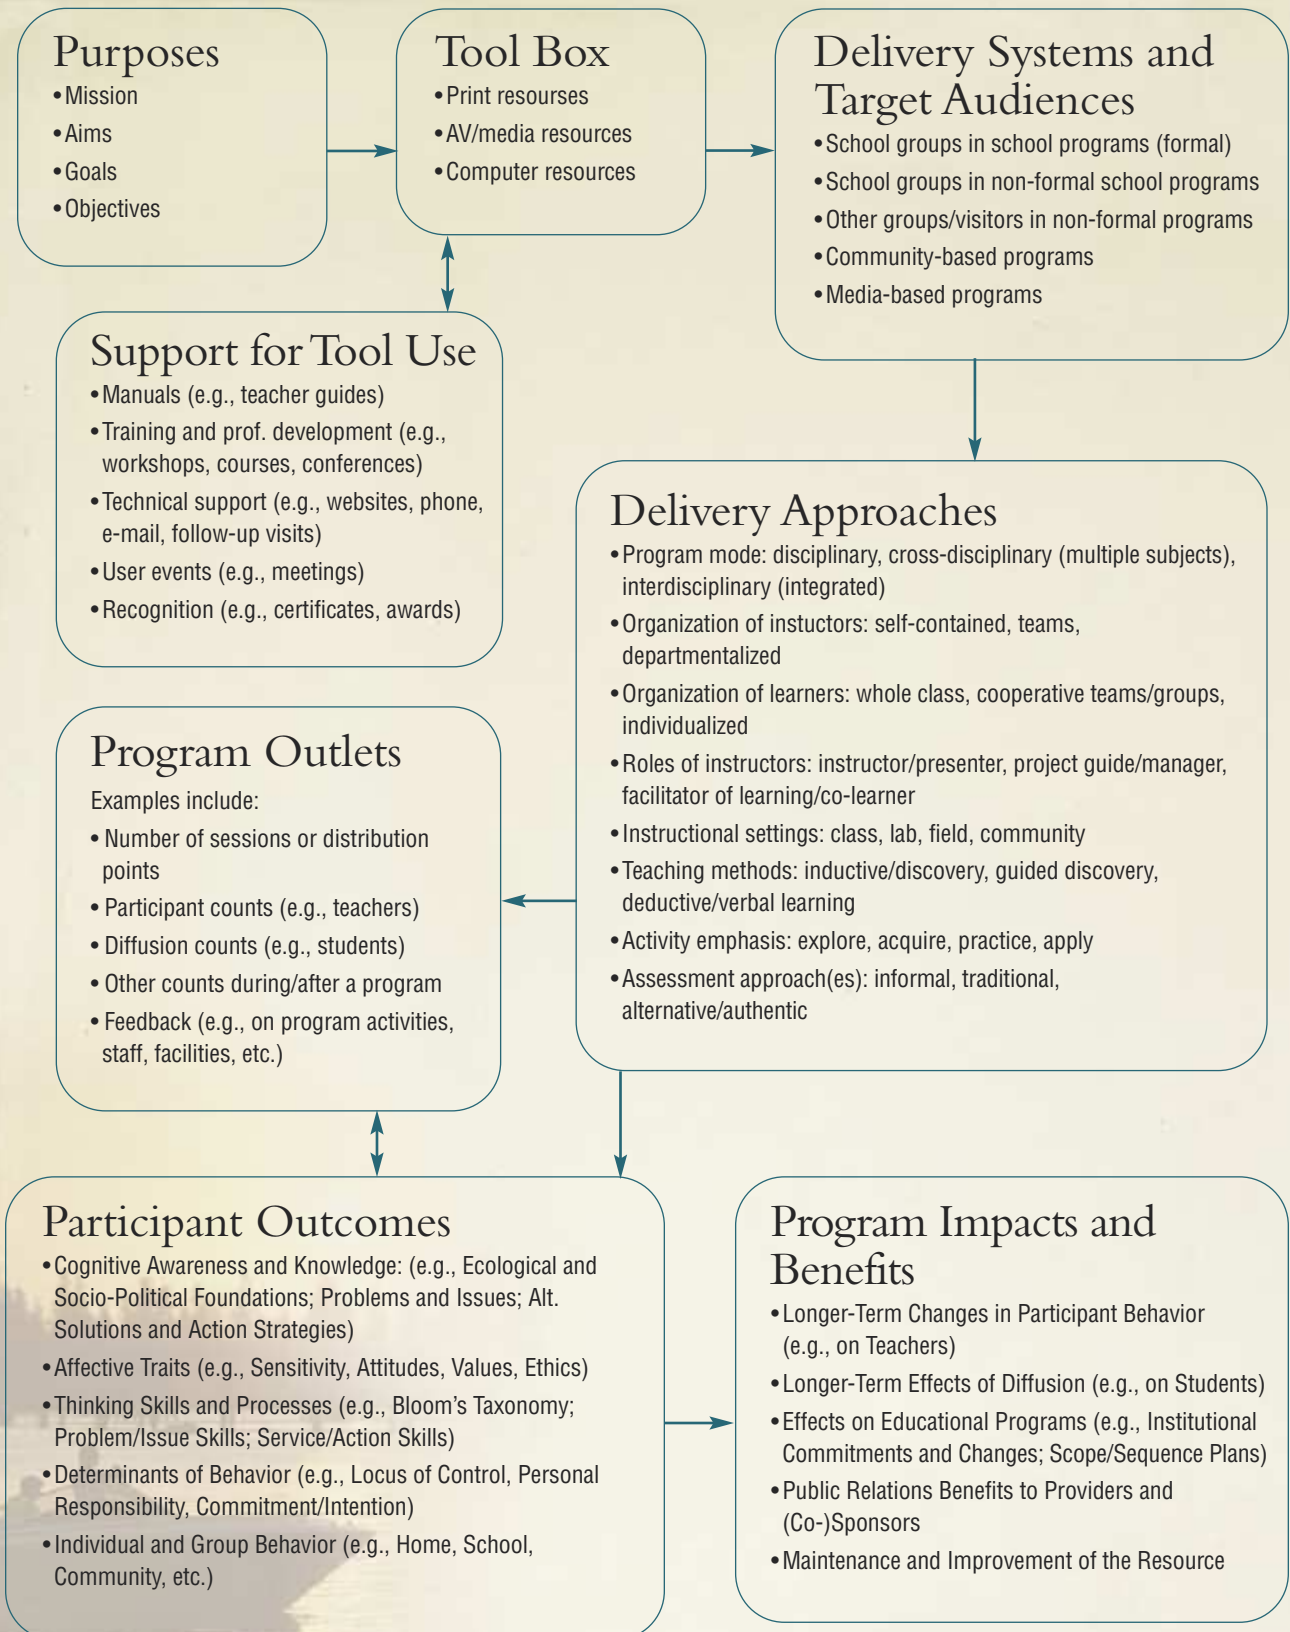 Purposes
•Mission
•Aims
•Goals
•Objectives
Tool Box
•Print resourses
•AV/media resources
•Computer resources
Delivery Systems and
Target Audiences
•School groups in school programs (formal)
•School groups in non-formal school programs
•Other groups/visitors in non-formal programs
•Community-based programs
•Media-based programs
Support for Tool Use
•Manuals (e.g., teacher guides)
•Training and prof. development (e.g.,
workshops, courses, conferences)
•Technical support (e.g., websites, phone,
e-mail, follow-up visits)
•User events (e.g., meetings)
•Recognition (e.g., certificates, awards)
Delivery Approaches
•Program mode: disciplinary, cross-disciplinary (multiple subjects),
interdisciplinary (integrated)
•Organization of instuctors: self-contained, teams,
departmentalized
•Organization of learners: whole class, cooperative teams/groups,
individualized
•Roles of instructors: instructor/presenter, project guide/manager,
facilitator of learning/co-learner
•Instructional settings: class, lab, field, community
•Teaching methods: inductive/discovery, guided discovery,
deductive/verbal learning
•Activity emphasis: explore, acquire, practice, apply
•Assessment approach(es): informal, traditional,
alternative/authentic
Program Outlets
Examples include:
• Number of sessions or distribution
points
• Participant counts (e.g., teachers)
• Diffusion counts (e.g., students)
• Other counts during/after a program
• Feedback (e.g., on program activities,
staff, facilities, etc.)
Participant Outcomes
•Cognitive Awareness and Knowledge: (e.g., Ecological and
Socio-Political Foundations; Problems and Issues; Alt.
Solutions and Action Strategies)
•Affective Traits (e.g., Sensitivity, Attitudes, Values, Ethics)
•Thinking Skills and Processes (e.g., Bloom's Taxonomy;
Problem/Issue Skills; Service/Action Skills)
•Determinants of Behavior (e.g., Locus of Control, Personal
Responsibility, Commitment/Intention)
•Individual and Group Behavior (e.g., Home, School,
Community, etc.)
Program Impacts and
Benefits
•Longer-Term Changes in Participant Behavior
(e.g., on Teachers)
•Longer-Term Effects of Diffusion (e.g., on Students)
•Effects on Educational Programs (e.g., Institutional
Commitments and Changes; Scope/Sequence Plans)
•Public Relations Benefits to Providers and
(Co-)Sponsors
•Maintenance and Improvement of the Resource